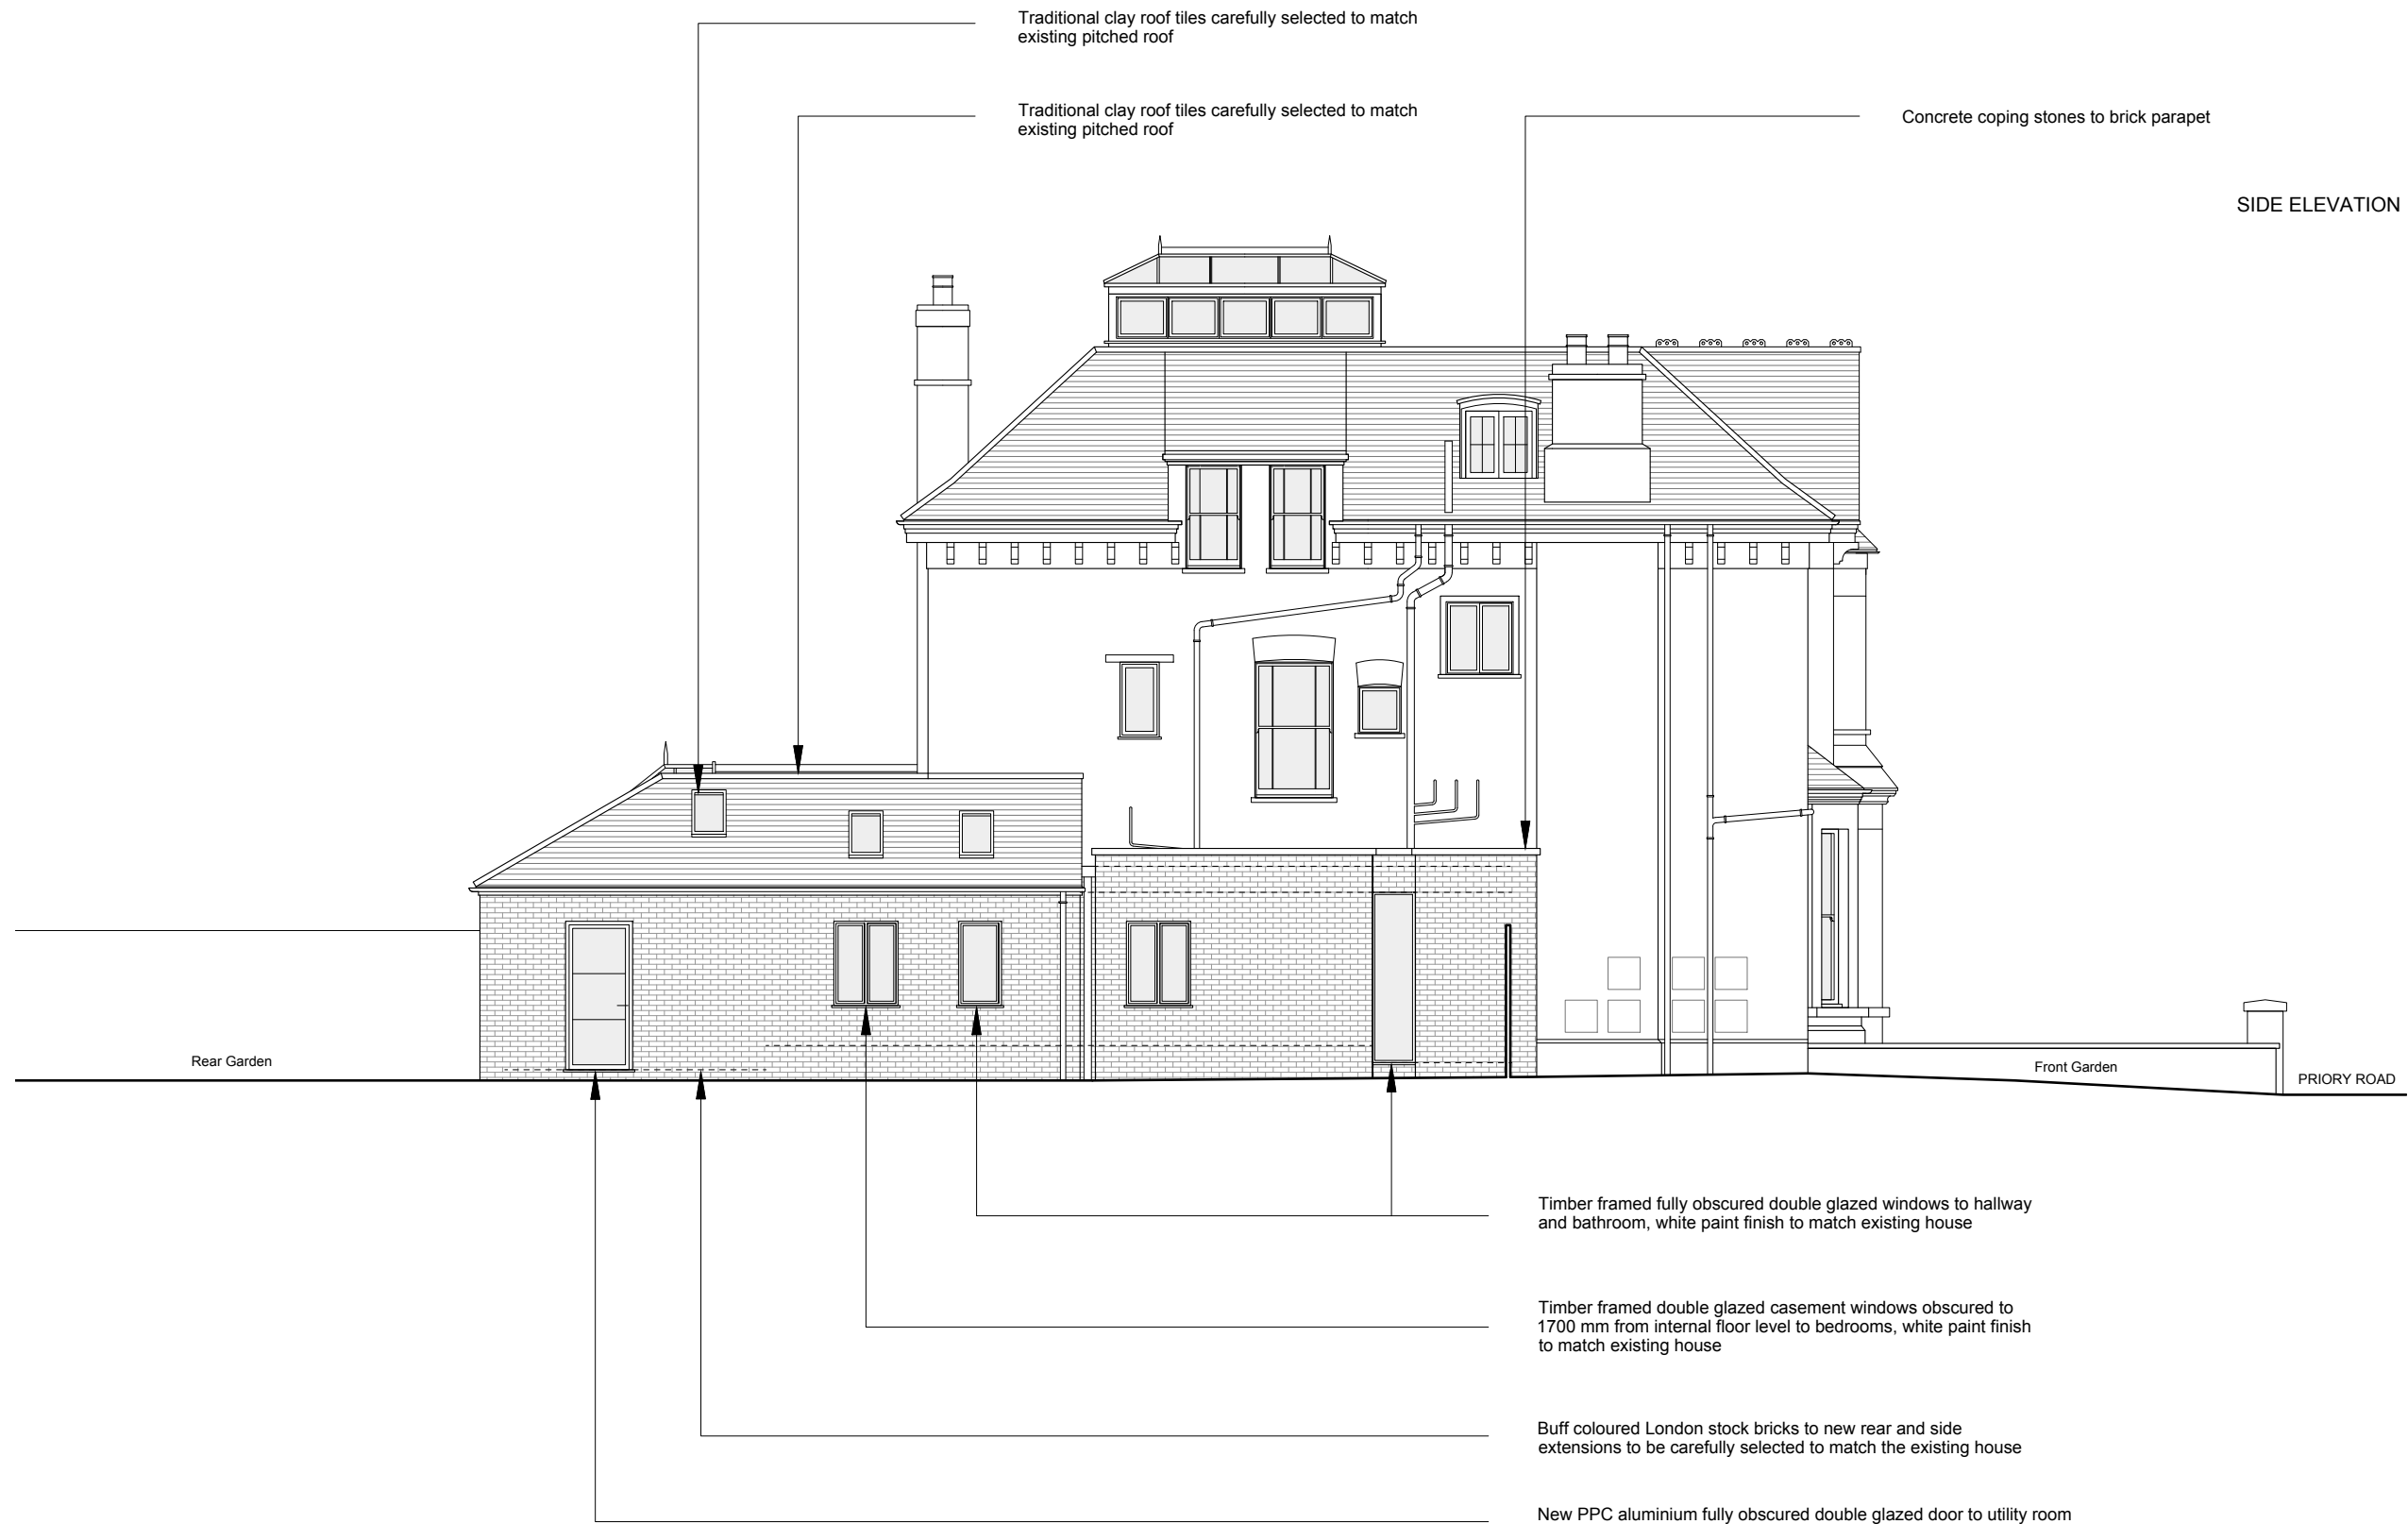 Traditional clay roof tiles carefully selected to match
existing pitched roof
Traditional clay roof tiles carefully selected to match
existing pitched roof
Concrete coping stones to brick parapet
SIDE ELEVATION
Rear Garden
Front Garden
PRIORY ROAD
Timber framed fully obscured double glazed windows to hallway
and bathroom, white paint finish to match existing house
Timber framed double glazed casement windows obscured to
1700 mm from internal floor level to bedrooms, white paint finish
to match existing house
Buff coloured London stock bricks to new rear and side
extensions to be carefully selected to match the existing house
New PPC aluminium fully obscured double glazed door to utility room